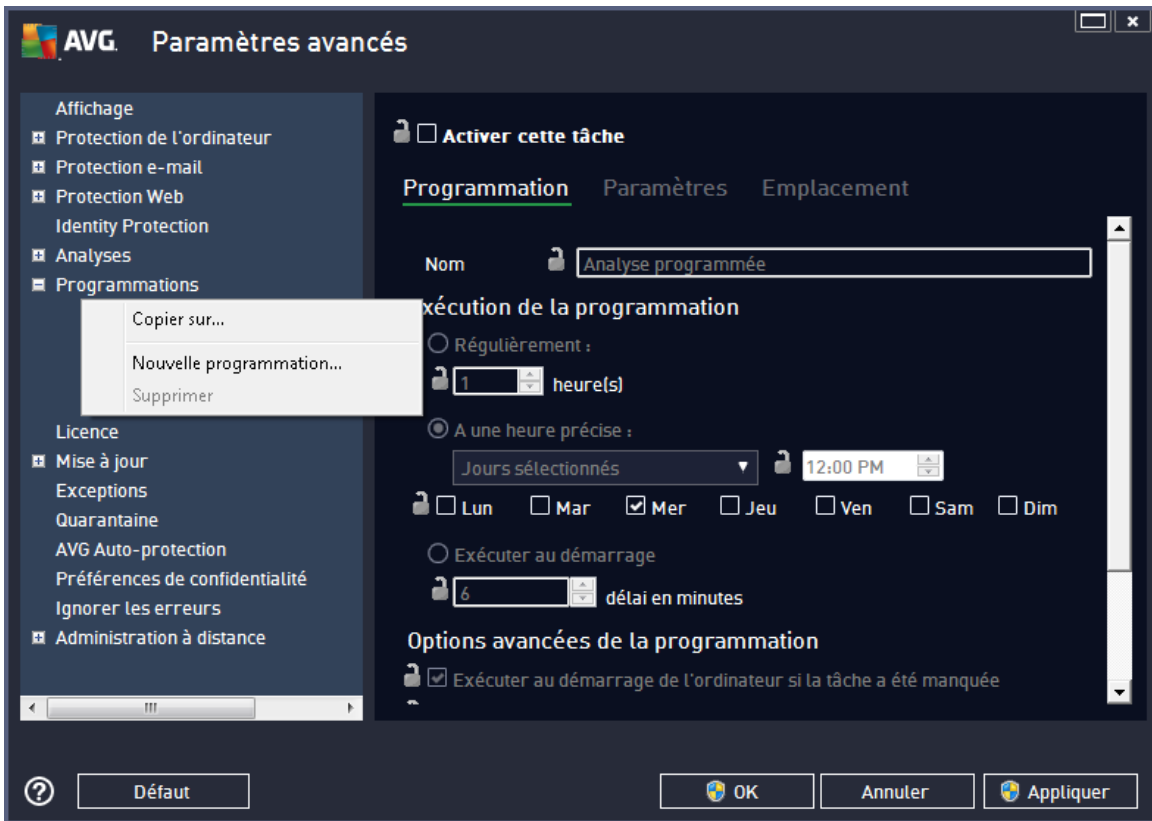 AVG. Paramètres avancés
Affichage
Protection de l'ordinateur
Protection e-mail
Protection Web
Identity Protection
Analyses
Programmations
Copier sur...
Nouvelle programmation...
Supprimer
Licence
Mise à jour
Exceptions
Quarantaine
AVG Auto-protection
Préférences de confidentialité
Ignorer les erreurs
Administration à distance
Activer cette tâche
Programmation Paramètres Emplacement
Nom Analyse programmée
xécution de la programmation
Régulièrement :
1 heure(s)
A une heure précise :
Jours sélectionnés 12:00 PM
Lun Mar Mer Jeu Ven Sam Dim
Exécuter au démarrage
6 délai en minutes
Options avancées de la programmation
Exécuter au démarrage de l'ordinateur si la tâche a été manquée
? Défaut OK Annuler Appliquer